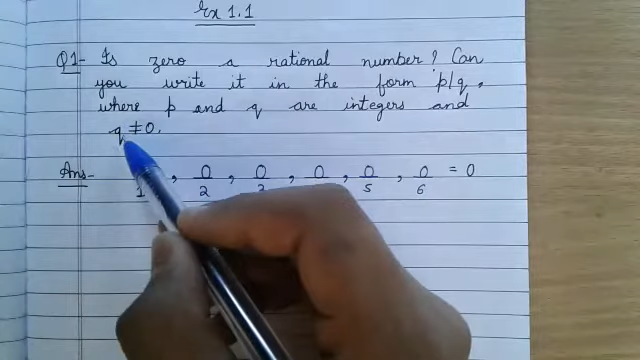 Ex 1.1
Q1- Is zero a rational number? Can
you write it in the form p/q,
where p and q are integers and
q ≠ 0.
Ans- 1 , 0/2 , 0/3 , 0 , 0/5 , 0/6 = 0